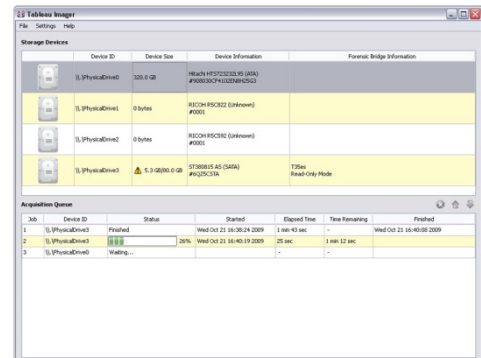 Tableau Imager
File Settings Help
Storage Devices
Device ID Device Size Device Information Forensic Bridge Information
\\.\PhysicalDrive0 320.0 GB Hitachi HTS723232L9S (ATA)
\\.\PhysicalDrive1 0 bytes RICOH RSC822 (Unknown)
#0001
\\.\PhysicalDrive2 0 bytes RICOH RSC592 (Unknown)
#0001
\\.\PhysicalDrive3 5.3 GB/80.0 GB ST380815 AS (SATA) T35es
#6QZSCSTA Read-Only Mode
Acquisition Queue
Job Device ID Status Started Elapsed Time Time Remaining Finished
1 \\.\PhysicalDrive3 Finished Wed Oct 21 16:38:24 2009 1 min 43 sec - Wed Oct 21 16:40:08 2009
2 \\.\PhysicalDrive3 26% Wed Oct 21 16:40:19 2009 25 sec 1 min 12 sec
3 \\.\PhysicalDrive0 Waiting... - -